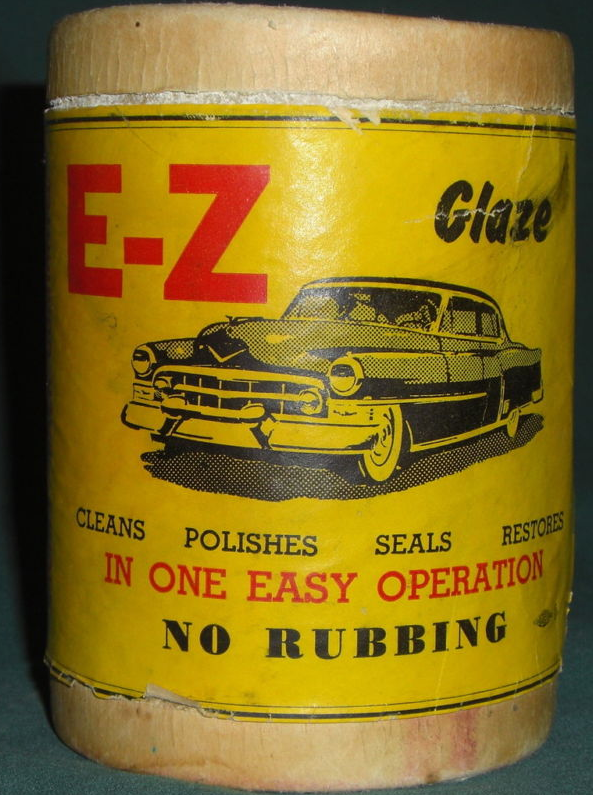 E-Z Glaze
CLEANS POLISHES SEALS RESTORES
IN ONE EASY OPERATION
NO RUBBING